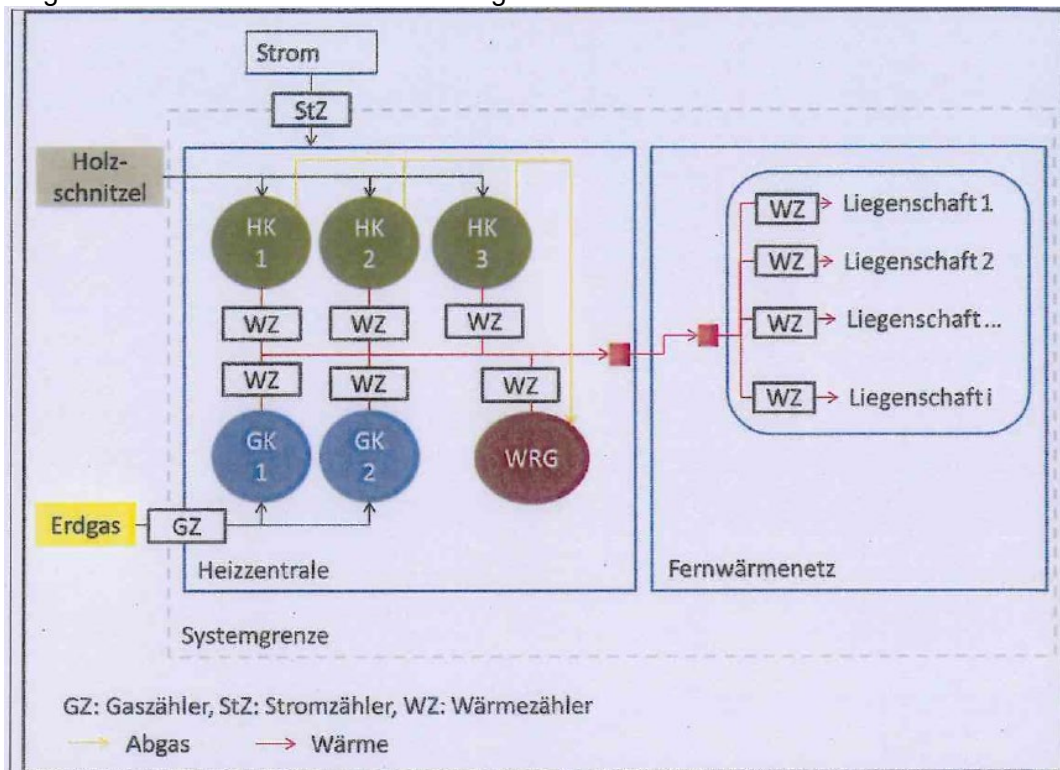 Strom
StZ
Holz-
schnitzel
HK
1
HK
2
HK
3
WZ
WZ
WZ
WZ
WZ
WZ
GK
1
GK
2
WRG
Erdgas
GZ
Heizzentrale
WZ
Liegenschaft 1
WZ
Liegenschaft 2
WZ
Liegenschaft ...
WZ
Liegenschaft i
Fernwärmenetz
Systemgrenze
GZ: Gaszähler, StZ: Stromzähler, WZ: Wärmezähler
Abgas
Wärme